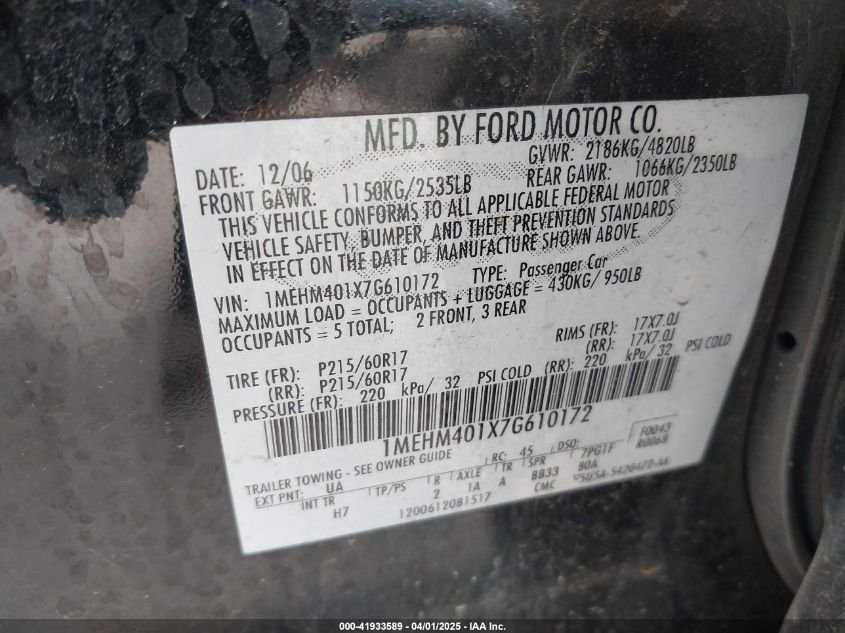 MFD. BY FORD MOTOR CO.
DATE: 12/06 GVWR: 2186KG/4820LB
FRONT GAWR: 1150KG/2535LB REAR GAWR: 1066KG/2350LB
THIS VEHICLE CONFORMS TO ALL APPLICABLE FEDERAL MOTOR
VEHICLE SAFETY, BUMPER, AND THEFT PREVENTION STANDARDS
IN EFFECT ON THE DATE OF MANUFACTURE SHOWN ABOVE.
VIN: 1MEHM401X7G610172 TYPE: Passenger Car
MAXIMUM LOAD = OCCUPANTS + LUGGAGE = 430KG/ 950LB
OCCUPANTS = 5 TOTAL; 2 FRONT, 3 REAR
TIRE (FR): P215/60R17 RIMS (FR): 17X7.0J
(RR): P215/60R17 (RR): 17X7.0J
PRESSURE (FR): 220 kPa/ 32 PSI COLD (RR): 220 kPa/ 32 PSI COLD
1MEHM401X7G610172
F0043
R0068
TRAILER TOWING - SEE OWNER GUIDE RC: 45 DSO:
EXT PNT: UA TP/PS R AXLE TR SPR 7PG1F
INT TR 2 1A A BB33 80A
H7 1200612081517 CMC
000-41933589 - 04/01/2025 - IAA Inc.